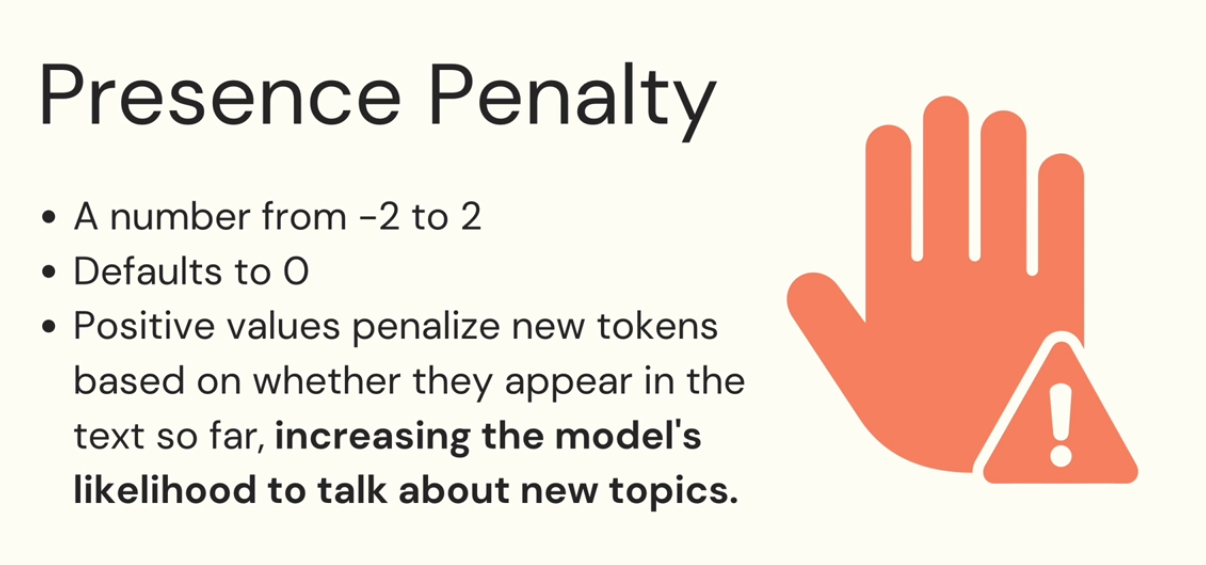 Presence Penalty
• A number from -2 to 2
• Defaults to 0
• Positive values penalize new tokens
based on whether they appear in the
text so far, increasing the model's
likelihood to talk about new topics.